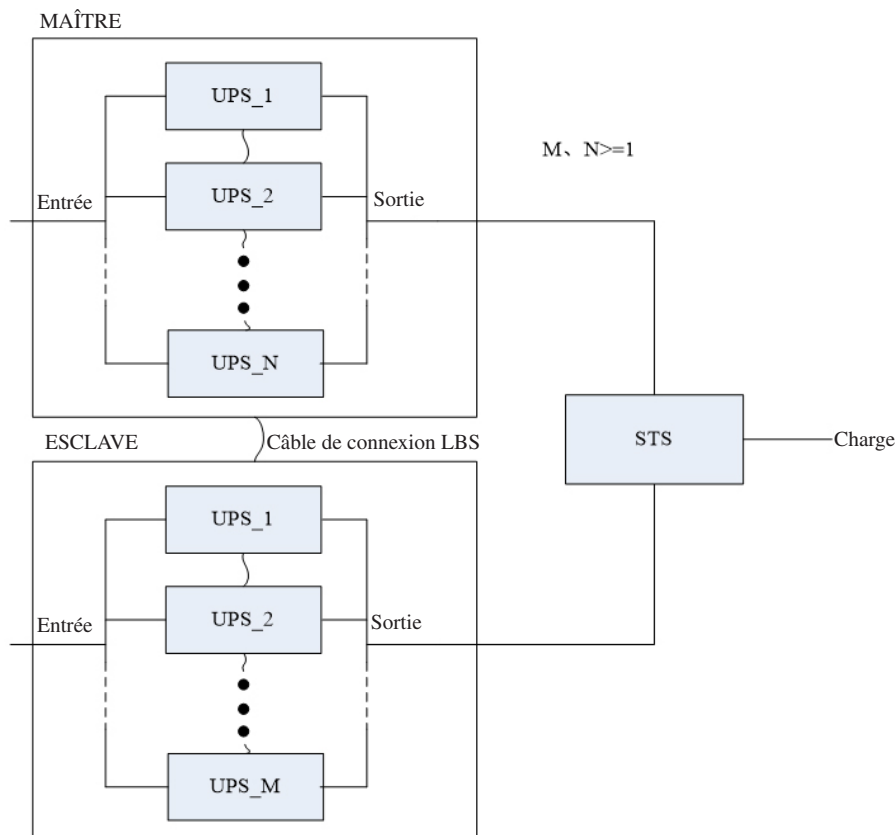 MAÎTRE
UPS_1
M、N>=1
UPS_2
Entrée
Sortie
UPS_N
STS
Charge
ESCLAVE
Câble de connexion LBS
UPS_1
UPS_2
Entrée
Sortie
UPS_M